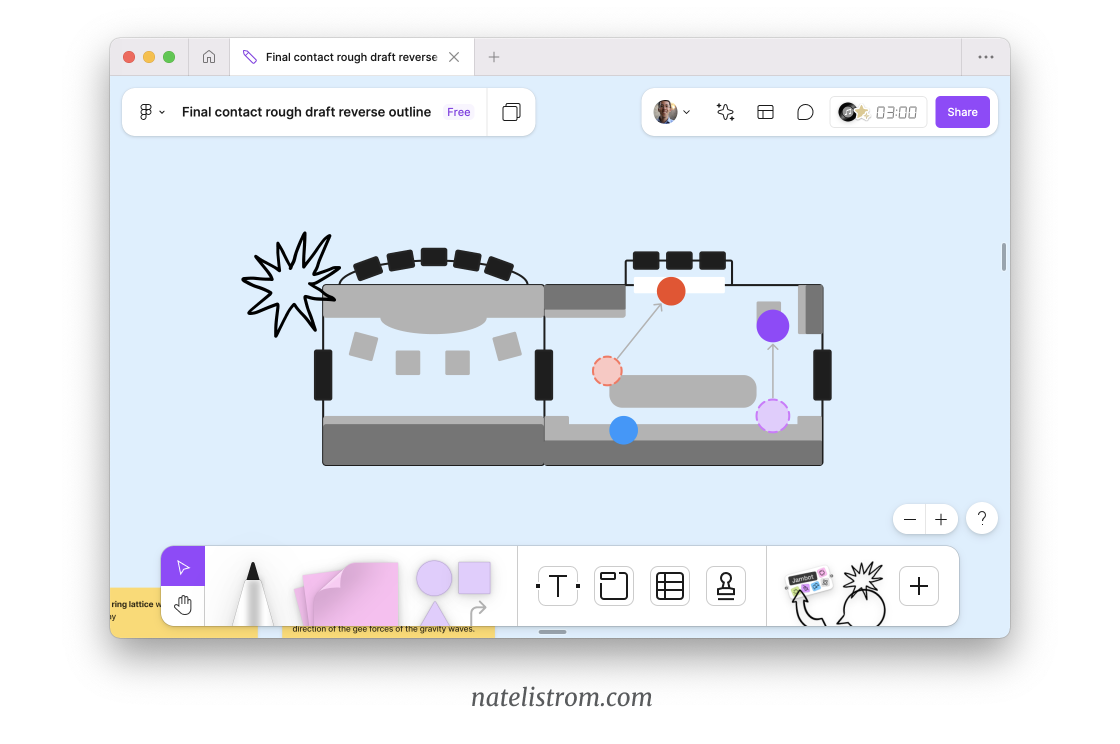 Final contact rough draft reverse
Final contact rough draft reverse outline
Free
03:00
Share
ring lattice
direction of the gee forces of the gravity waves.
Jambot
natelistrom.com